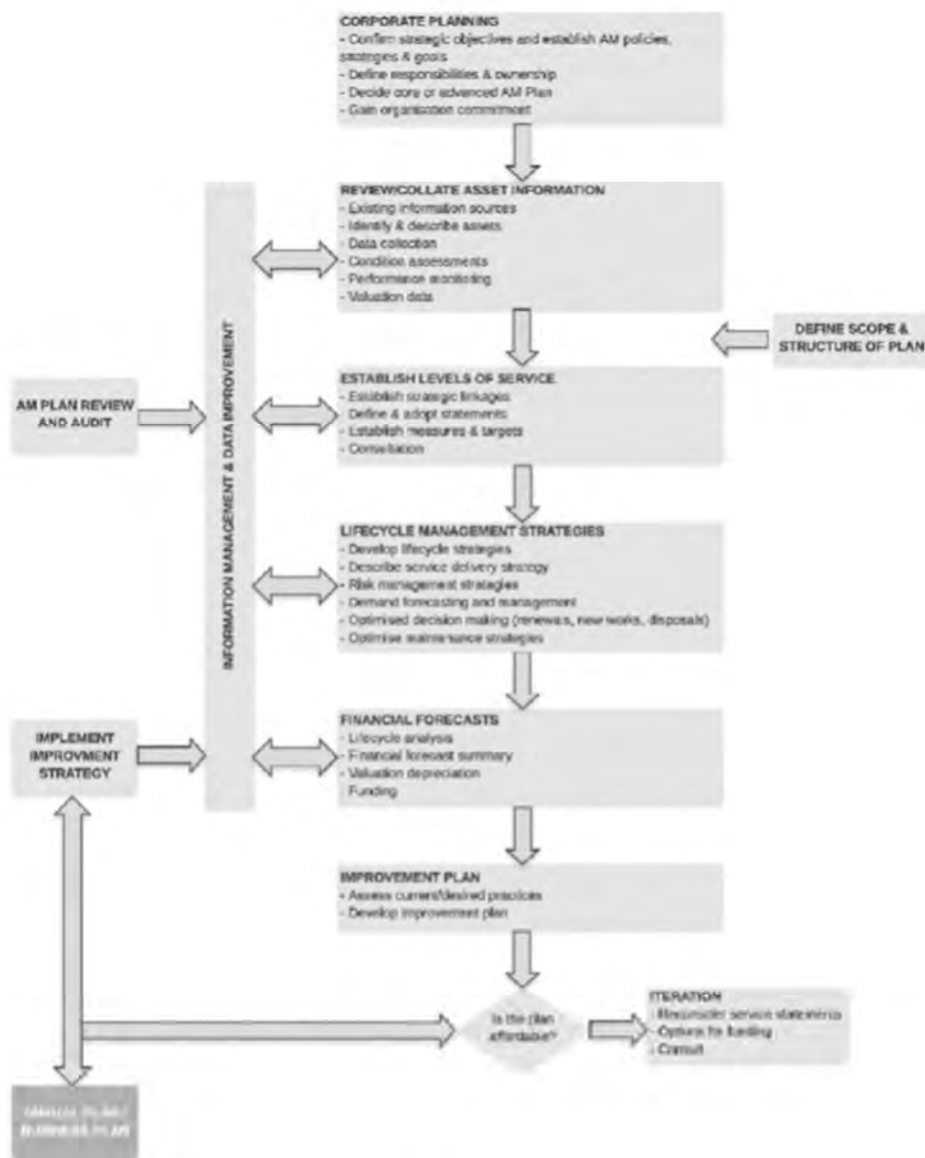 CORPORATE PLANNING
- Confirm strategic objectives and establish AM policies,
strategies & goals
- Define responsibilities & ownership
- Decide core or advanced AM Plan
- Gain organisation commitment
REVIEW/COLLATE ASSET INFORMATION
- Existing information sources
- Identify & describe assets
- Data collection
- Condition assessments
- Performance monitoring
- Valuation data
DEFINE SCOPE &
STRUCTURE OF PLAN
INFORMATION MANAGEMENT & DATA IMPROVEMENT
AM PLAN REVIEW
AND AUDIT
ESTABLISH LEVELS OF SERVICE
- Establish strategic linkages
- Define & adopt statements
- Establish measures & targets
- Consultation
LIFECYCLE MANAGEMENT STRATEGIES
- Develop lifecycle strategies
- Describe service delivery strategy
- Risk management strategies
- Demand forecasting and management
- Optimised decision making (renewals, new works, disposals)
- Optimise maintenance strategies
IMPLEMENT
IMPROVMENT
STRATEGY
FINANCIAL FORECASTS
- Lifecycle analysis
- Financial forecast summary
- Valuation depreciation
Funding
IMPROVEMENT PLAN
- Assess current/desired practices
- Develop improvement plan
Is the plan
affordable?
ITERATION
- Reconsider service statements
- Options for funding
- Consult
ANNUAL PLAN /
BUSINESS PLAN